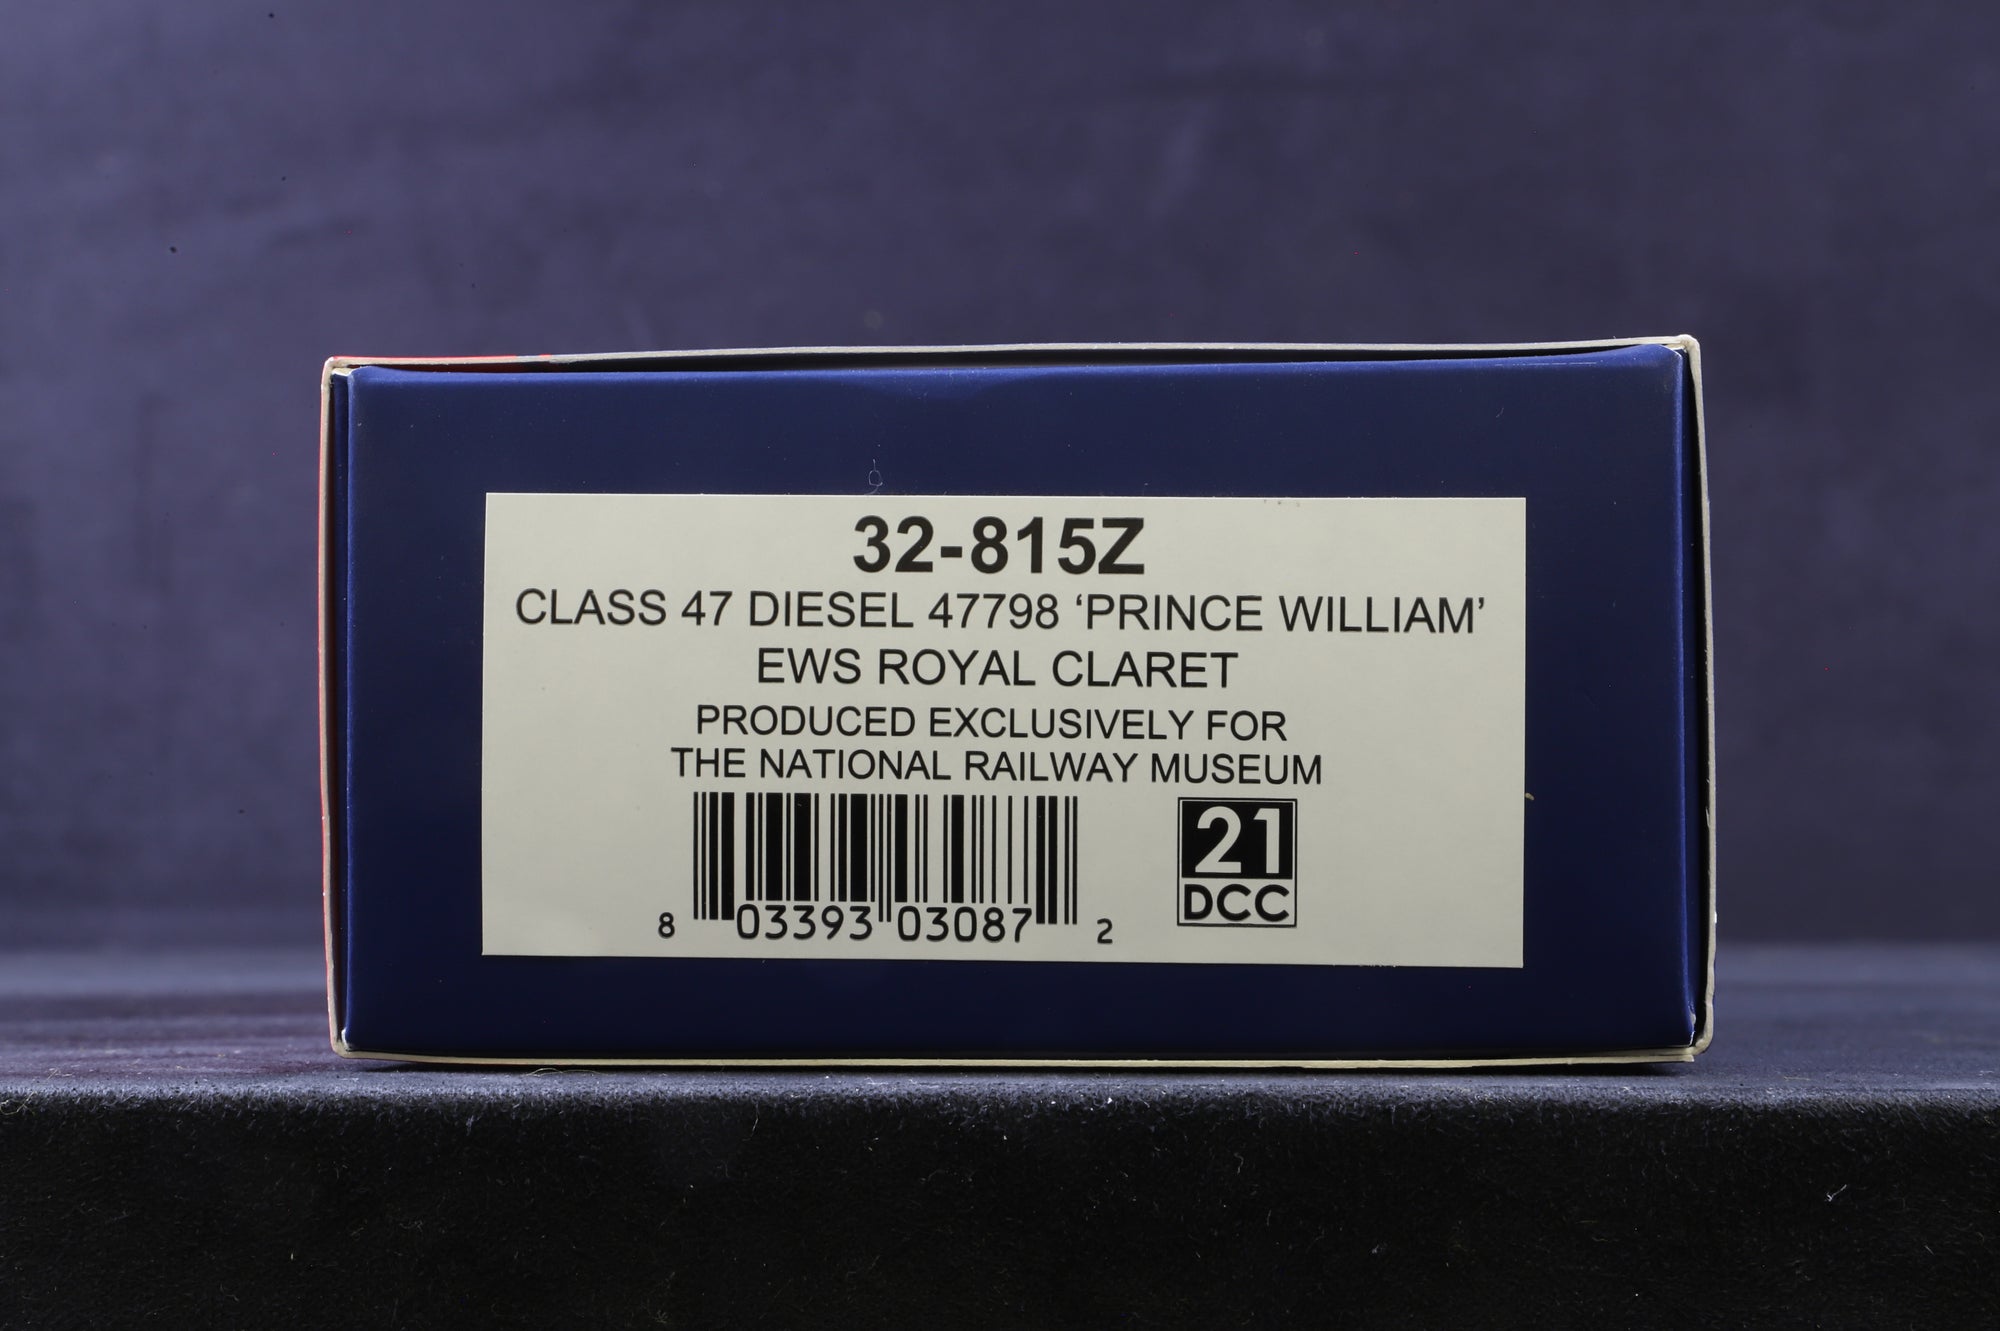 32-815Z
CLASS 47 DIESEL 47798 ‘PRINCE WILLIAM’
EWS ROYAL CLARET
PRODUCED EXCLUSIVELY FOR
THE NATIONAL RAILWAY MUSEUM
8 03393 03087 2
21
DCC